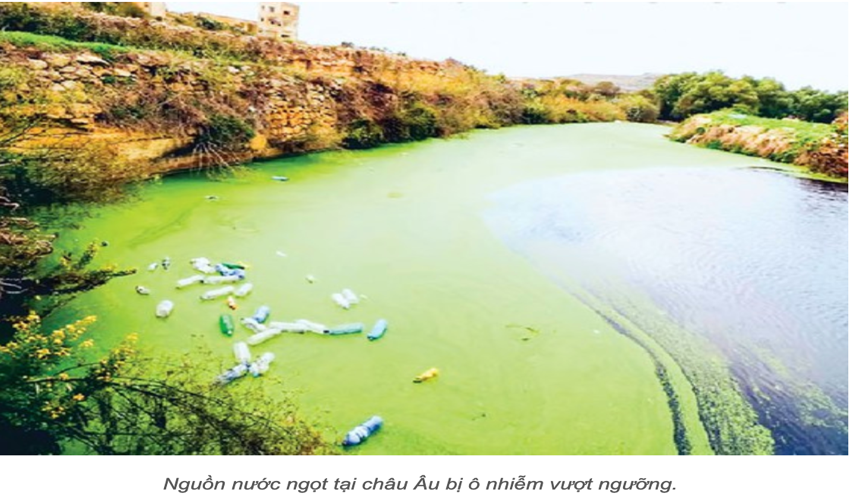 Nguồn nước ngọt tại châu Âu bị ô nhiễm vượt ngưỡng.